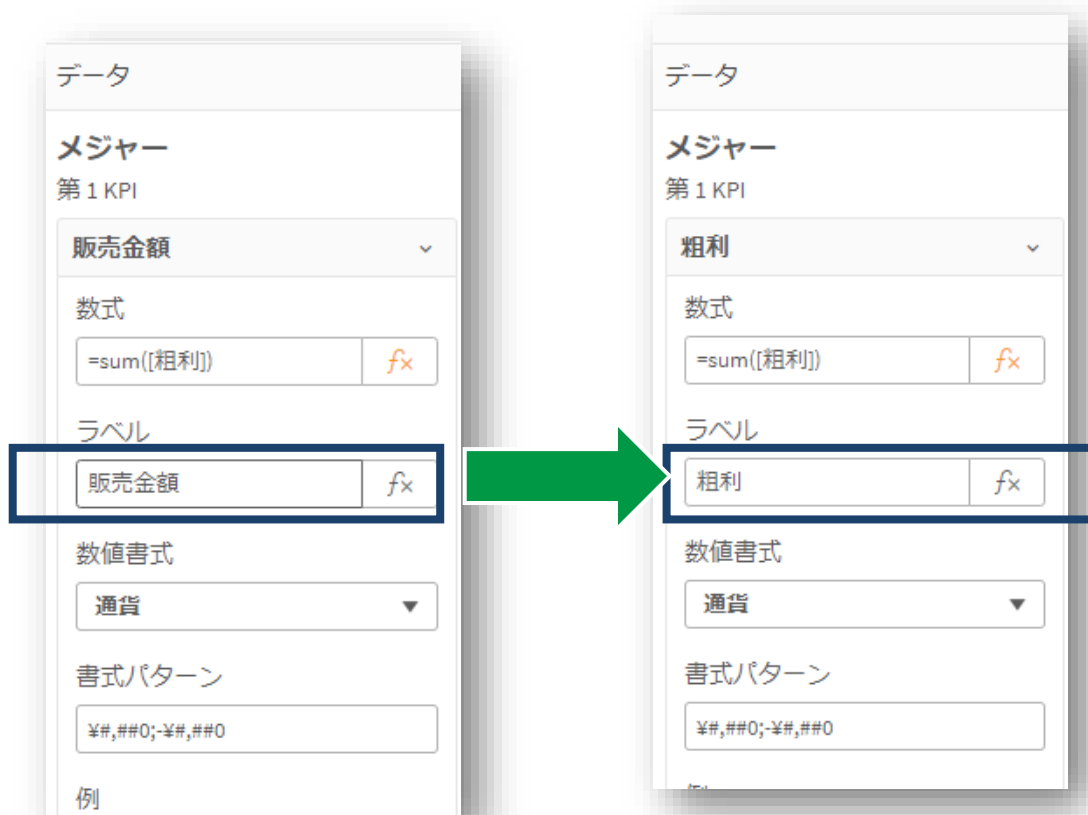 データ
メジャー
第 1 KPI
販売金額
数式
=sum([粗利])
fx
ラベル
販売金額
fx
数値書式
通貨
書式パターン
¥#,##0;-¥#,##0
例
データ
メジャー
第 1 KPI
粗利
数式
=sum([粗利])
fx
ラベル
粗利
fx
数値書式
通貨
書式パターン
¥#,##0;-¥#,##0